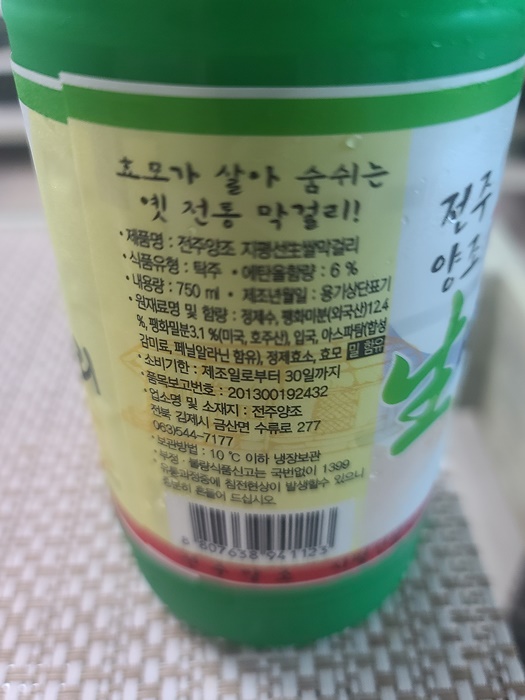 효모가 살아 숨쉬는
옛 전통 막걸리!
• 제품명 : 전주양조 지평선生쌀막걸리
• 식품유형 : 탁주 • 에탄올함량 : 6 %
• 내용량 : 750 ml • 제조년월일 : 용기상단표기
• 원재료명 및 함량 : 정제수, 팽화미분(외국산)12.4
%, 팽화밀분3.1 %(미국, 호주산), 입국, 아스파탐(합성
감미료, 페닐알라닌 함유), 정제효소, 효모 밀 함유
• 소비기한 : 제조일로부터 30일까지
• 품목보고번호 : 201300192432
• 업소명 및 소재지 : 전주양조
전북 김제시 금산면 수류로 277
063)544-7177
• 보관방법 : 10 ℃ 이하 냉장보관
• 부정·불량식품신고는 국번없이 1399
• 유통과정중에 침전현상이 발생할수 있으니
충분히 흔들어 드십시오
8 807638 941123
전주
양조